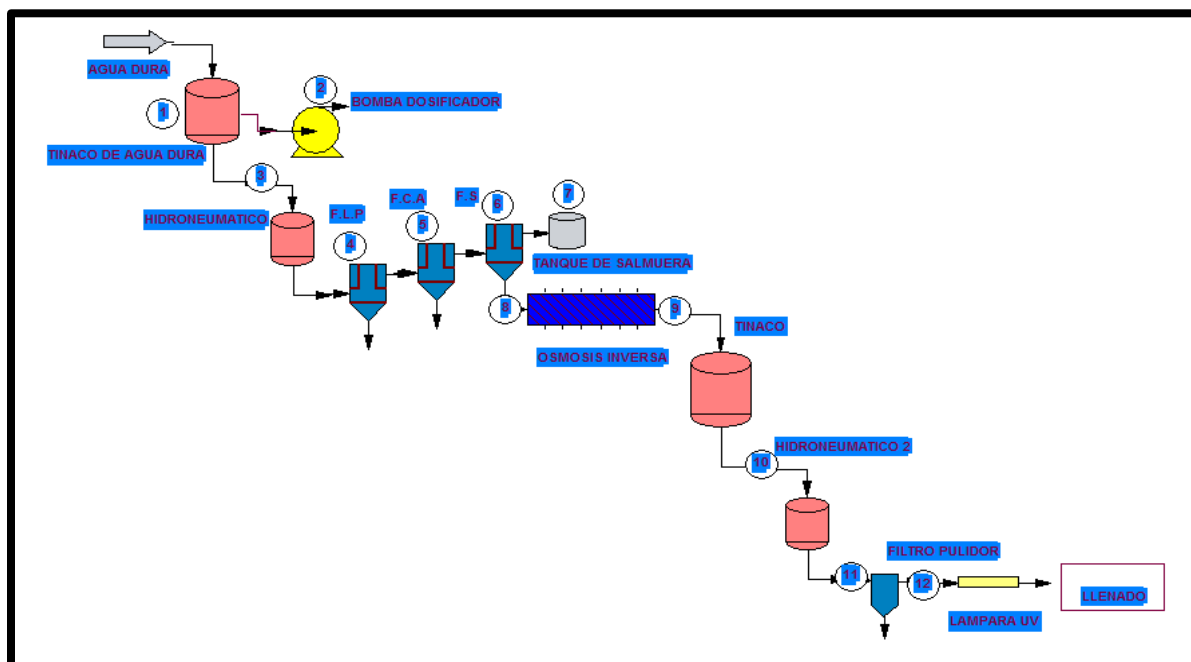 AGUA DURA
1
2
BOMBA DOSIFICADOR
TINACO DE AGUA DURA
3
HIDRONEUMATICO
F.L.P
4
F.C.A
5
F.S
6
7
TANQUE DE SALMUERA
8
9
OSMOSIS INVERSA
TINACO
HIDRONEUMATICO 2
10
FILTRO PULIDOR
11
12
LAMPARA UV
LLENADO